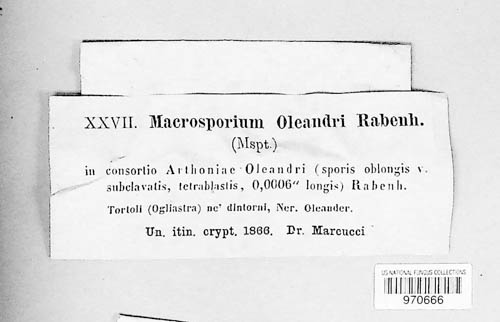 XXVII. Macrosporium Oleandri Rabenh.
(Mspt.)
in consortio Arthoniae Oleandri (sporis oblongis v.
subclavatis, tetrablastis, 0,0006" longis) Rabenh.
Tortoli (Ogliastra) ne' dintorni, Ner. Oleander.
Un. itin. crypt. 1866. Dr. Marcucci
US NATIONAL FUNGUS COLLECTIONS
970666